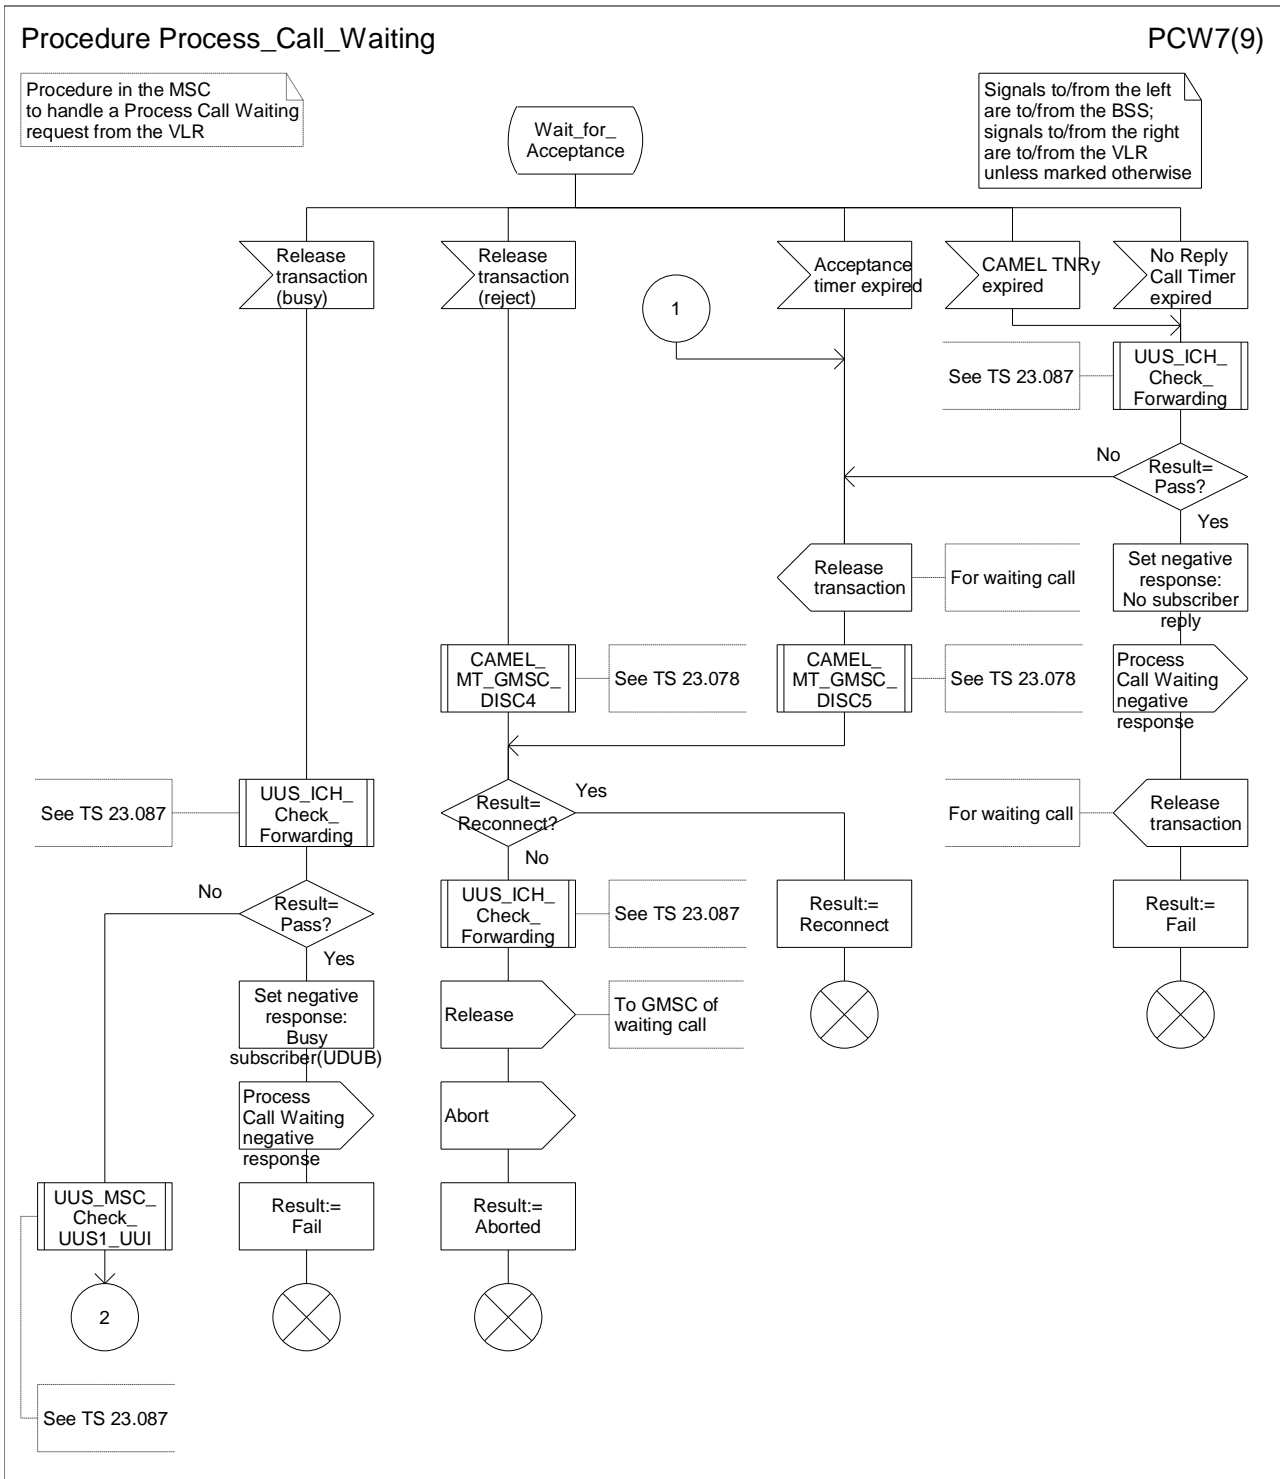 Procedure Process_Call_Waiting
PCW7(9)
Procedure in the MSC
to handle a Process Call Waiting
request from the VLR
Signals to/from the left
are to/from the BSS;
signals to/from the right
are to/from the VLR
unless marked otherwise
Wait_for_
Acceptance
Release
transaction
(busy)
Release
transaction
(reject)
Acceptance
timer expired
CAMEL TNRy
expired
No Reply
Call Timer
expired
1
See TS 23.087
UUS_ICH_
Check_
Forwarding
No
Result=
Pass?
Yes
Release
transaction
For waiting call
Set negative
response:
No subscriber
reply
CAMEL_
MT_GMSC_
DISC4
See TS 23.078
CAMEL_
MT_GMSC_
DISC5
See TS 23.078
Process
Call Waiting
negative
response
See TS 23.087
UUS_ICH_
Check_
Forwarding
Result=
Reconnect?
Yes
No
For waiting call
Release
transaction
No
Result=
Pass?
Yes
UUS_ICH_
Check_
Forwarding
See TS 23.087
Result:=
Reconnect
Result:=
Fail
Set negative
response:
Busy
subscriber(UDUB)
Release
To GMSC of
waiting call
Process
Call Waiting
negative
response
Abort
UUS_MSC_
Check_
UUS1_UUI
Result:=
Fail
Result:=
Aborted
2
See TS 23.087